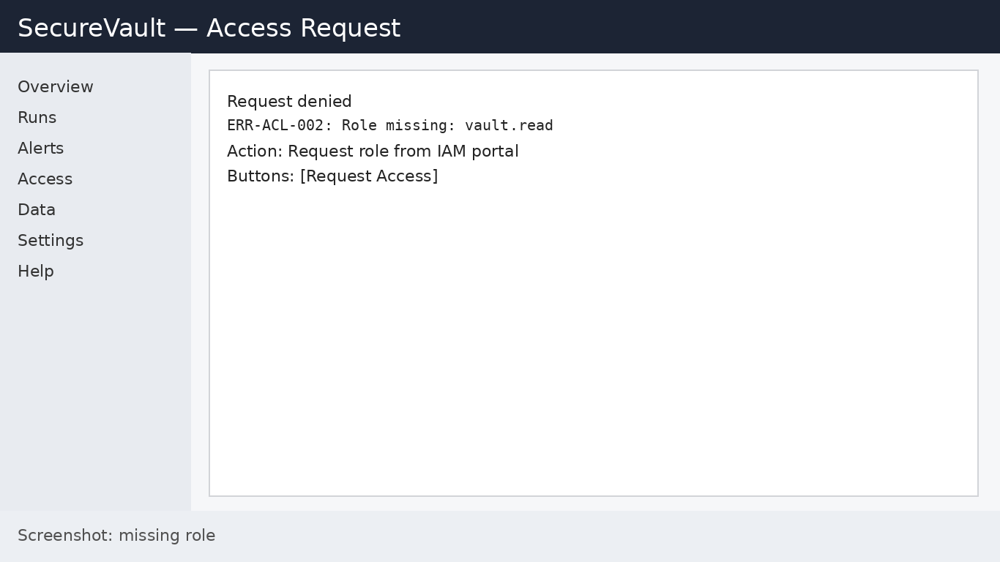 SecureVault — Access Request
Overview
Runs
Alerts
Access
Data
Settings
Help
Request denied
ERR-ACL-002: Role missing: vault.read
Action: Request role from IAM portal
Buttons: [Request Access]
Screenshot: missing role